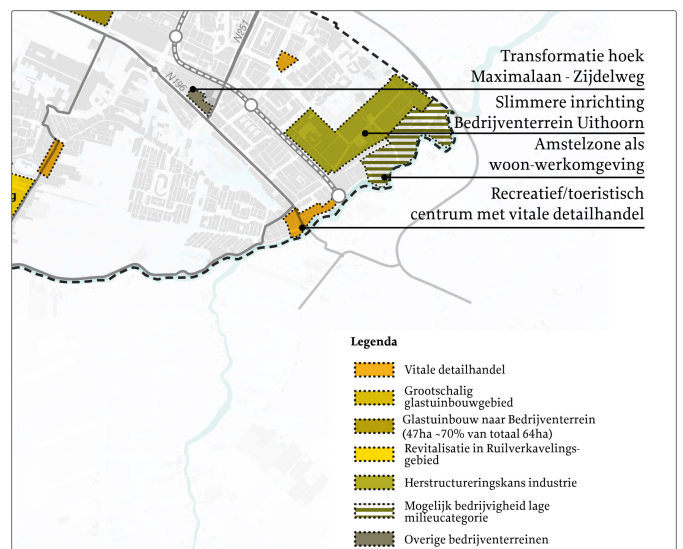 N251
N196
Transformatie hoek
Maximalaan - Zijdelweg
Slimmere inrichting
Bedrijventerrein Uithoorn
Amstelzone als
woon-werkomgeving
Recreatief/toeristisch
centrum met vitale detailhandel
g
Legenda
Vitale detailhandel
Grootschalig
glastuinbouwgebied
Glastuinbouw naar Bedrijventerrein
(47ha ~70% van totaal 64ha)
Revitalisatie in Ruilverkavelings-
gebied
Herstructureringskans industrie
Mogelijk bedrijvigheid lage
milieucategorie
Overige bedrijventerreinen